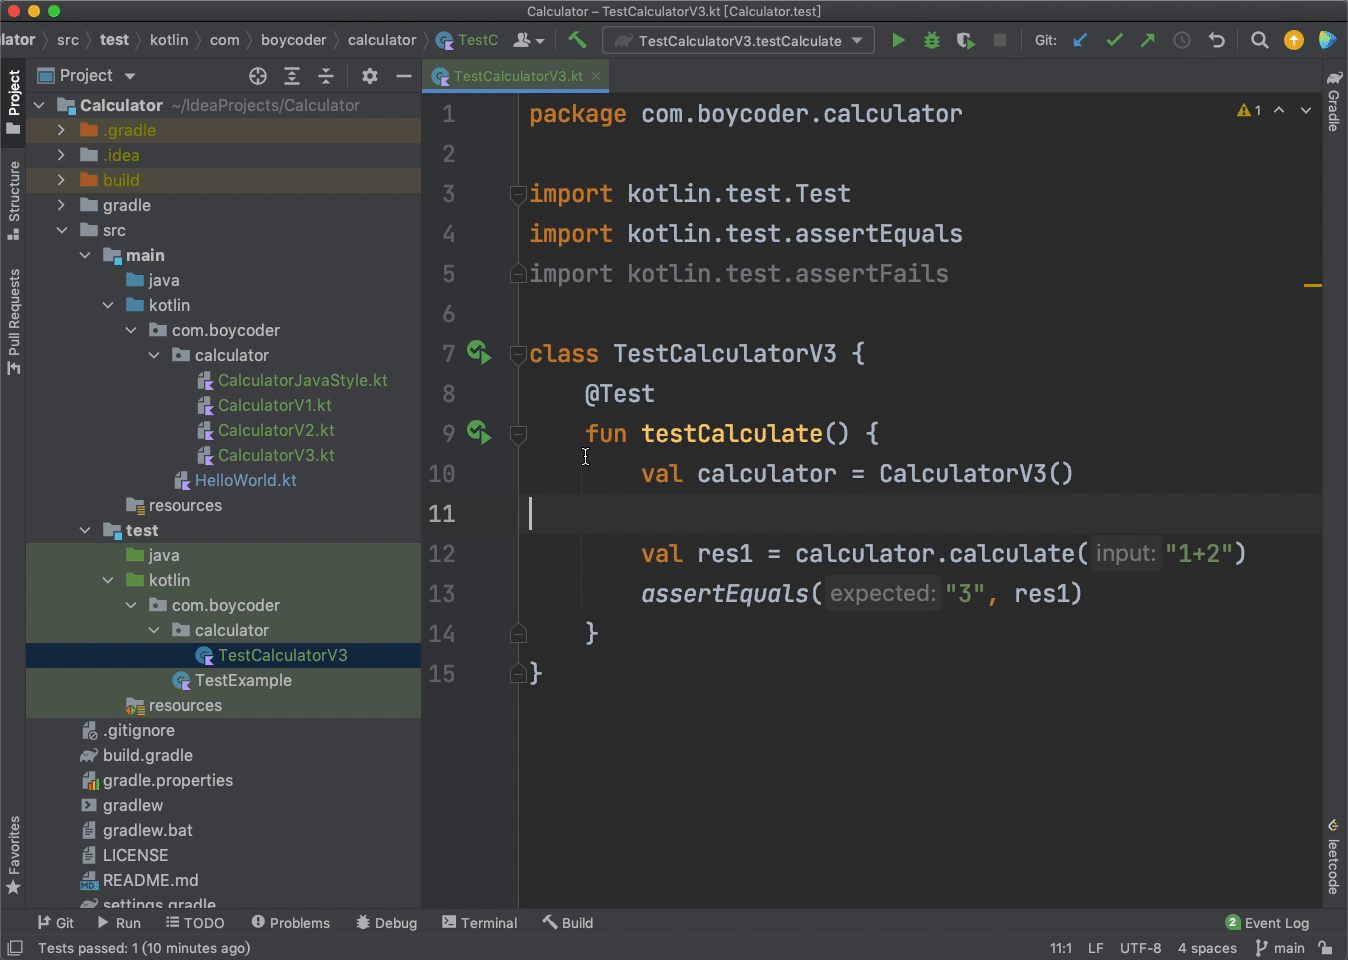 Calculator – TestCalculatorV3.kt [Calculator.test]
lator src test kotlin com boycoder calculator TestC TestCalculatorV3.testCalculate Git:
Project
TestCalculatorV3.kt
Project
Structure
Pull Requests
Favorites
Calculator ~/IdeaProjects/Calculator
.gradle
.idea
build
gradle
src
main
java
kotlin
com.boycoder
calculator
CalculatorJavaStyle.kt
CalculatorV1.kt
CalculatorV2.kt
CalculatorV3.kt
HelloWorld.kt
resources
test
java
kotlin
com.boycoder
calculator
TestCalculatorV3
TestExample
resources
.gitignore
build.gradle
gradle.properties
gradlew
gradlew.bat
LICENSE
README.md
settings.gradle
1 package com.boycoder.calculator
1
2
3 import kotlin.test.Test
4 import kotlin.test.assertEquals
5 import kotlin.test.assertFails
6
7 class TestCalculatorV3 {
8 @Test
9 fun testCalculate() {
10 val calculator = CalculatorV3()
11
12 val res1 = calculator.calculate( input: "1+2")
13 assertEquals( expected: "3", res1)
14 }
15 }
Gradle
leetcode
Git Run TODO Problems Debug Terminal Build 2 Event Log
Tests passed: 1 (10 minutes ago) 11:1 LF UTF-8 4 spaces main